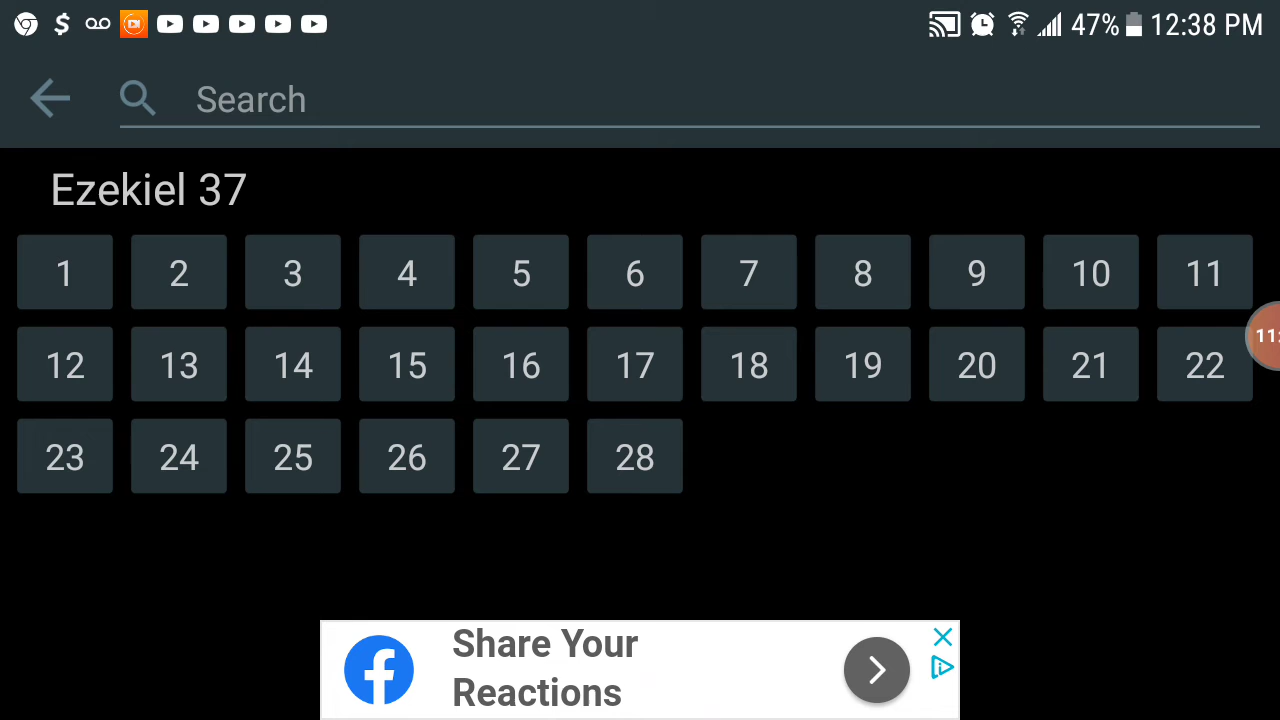 47% 12:38 PM
Search
Ezekiel 37
1 2 3 4 5 6 7 8 9 10 11
12 13 14 15 16 17 18 19 20 21 22
23 24 25 26 27 28
Share Your
Reactions